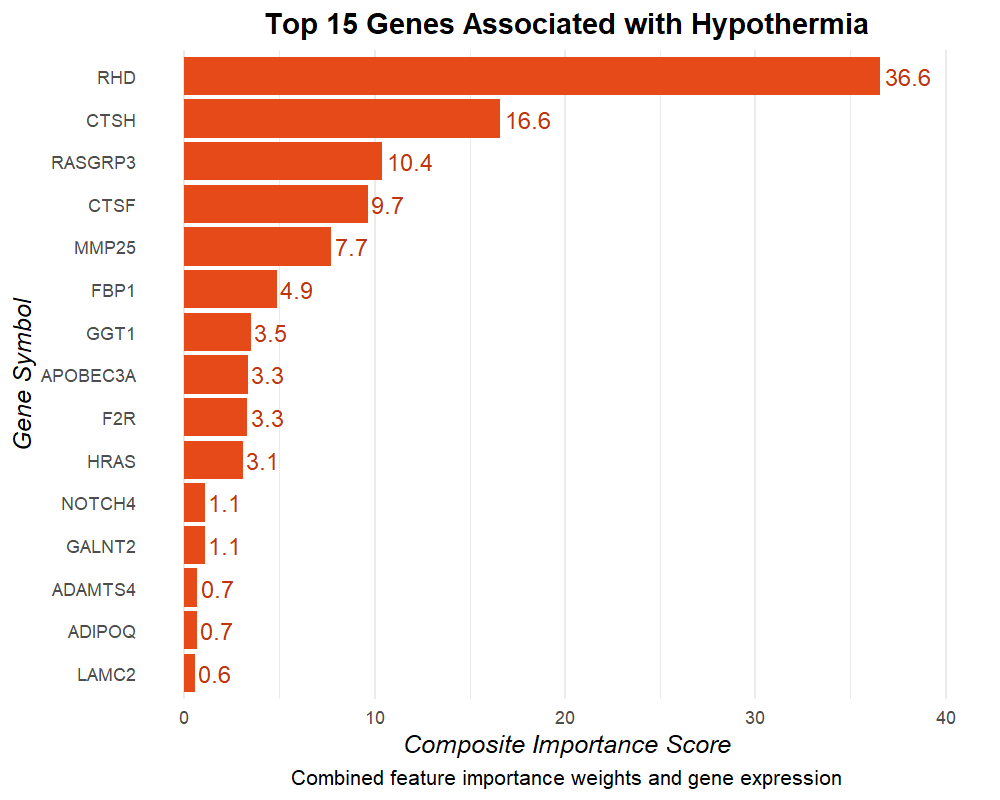 Top 15 Genes Associated with Hypothermia
Gene Symbol
RHD 36.6
CTSH 16.6
RASGRP3 10.4
CTSF 9.7
MMP25 7.7
FBP1 4.9
GGT1 3.5
APOBEC3A 3.3
F2R 3.3
HRAS 3.1
NOTCH4 1.1
GALNT2 1.1
ADAMTS4 0.7
ADIPOQ 0.7
LAMC2 0.6
0 10 20 30 40
Composite Importance Score
Combined feature importance weights and gene expression